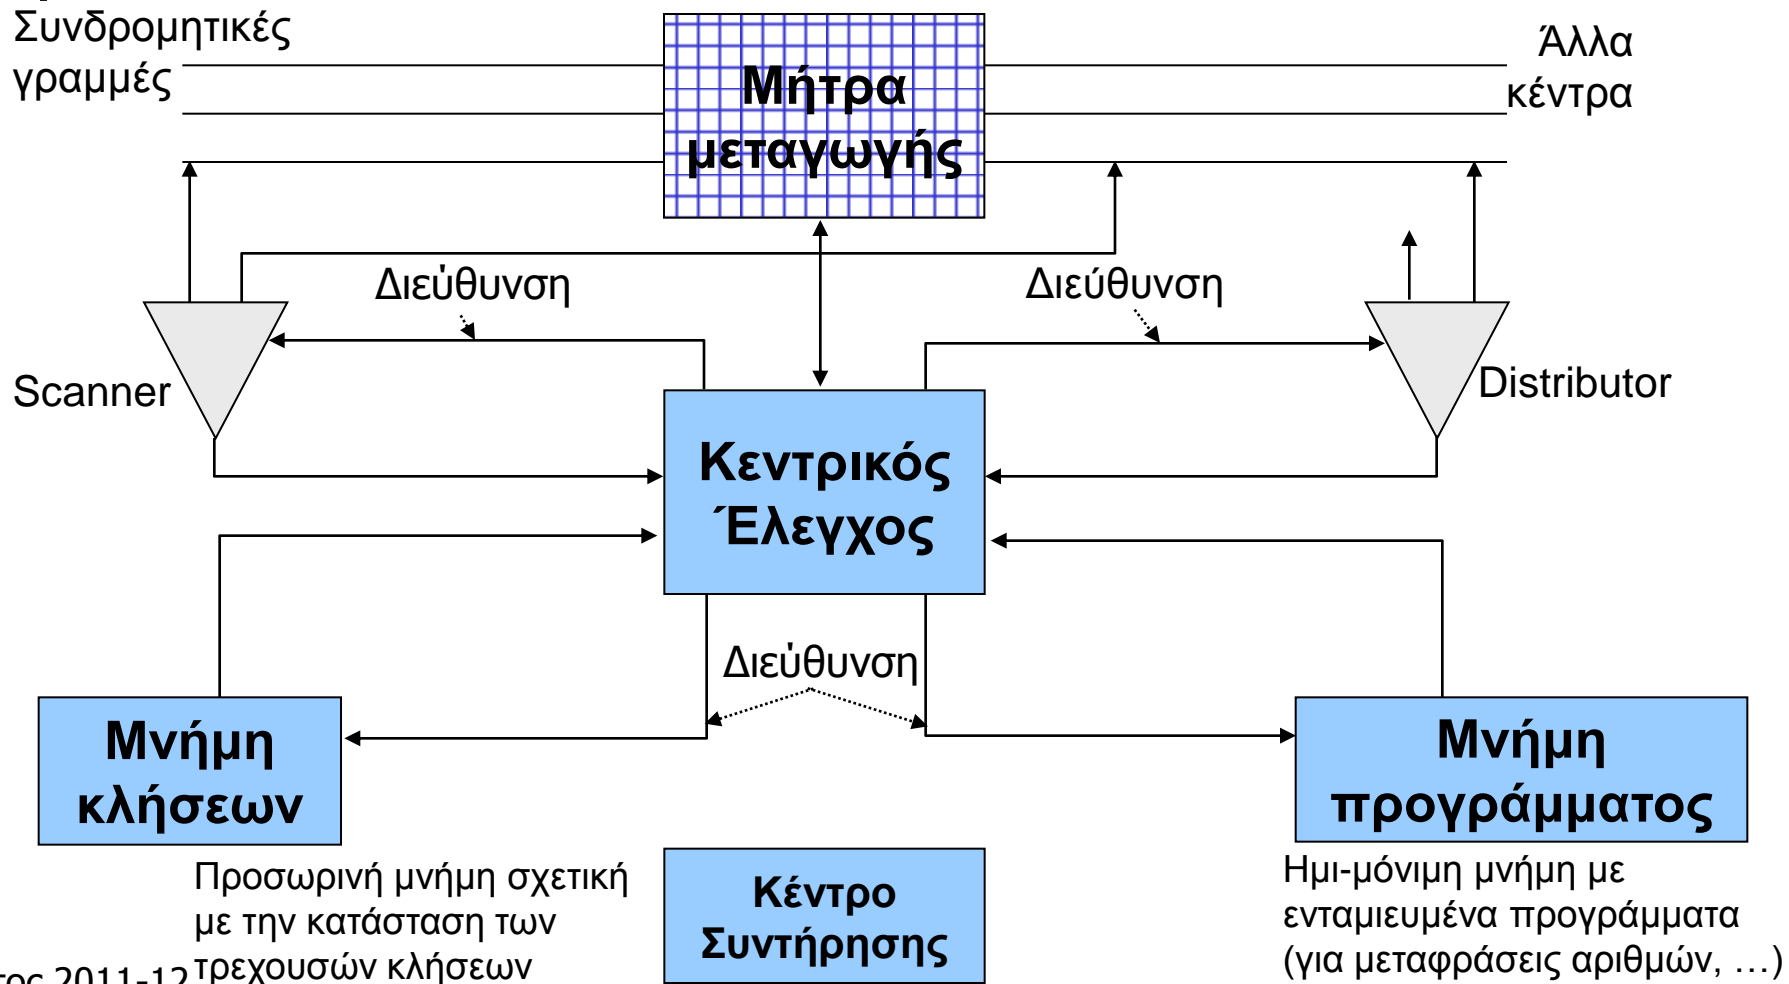 Συνδρομητικές
γραμμές
Μήτρα
μεταγωγής
Άλλα
κέντρα
Διεύθυνση
Διεύθυνση
Scanner
Distributor
Κεντρικός
Έλεγχος
Διεύθυνση
Μνήμη
κλήσεων
Μνήμη
προγράμματος
Προσωρινή μνήμη σχετική
με την κατάσταση των
τρεχουσών κλήσεων
Κέντρο
Συντήρησης
Ημι-μόνιμη μνήμη με
ενταμιευμένα προγράμματα
(για μεταφράσεις αριθμών, …)
2011-12